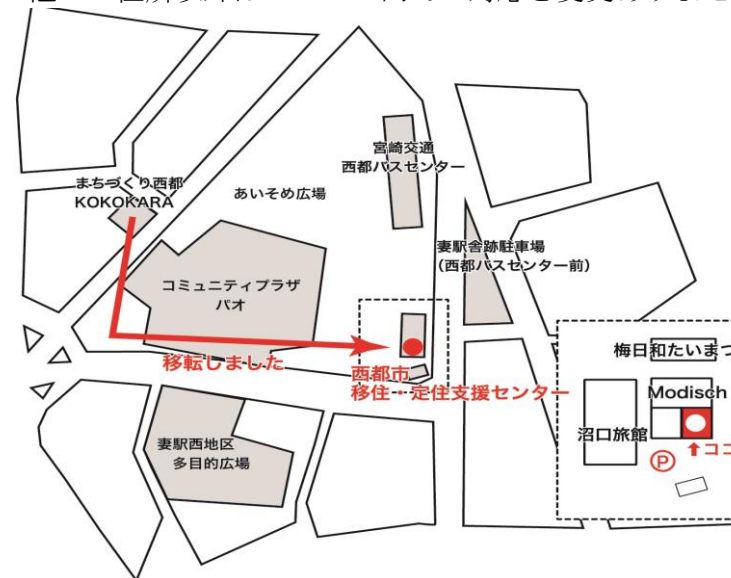 宮崎交通
西都バスセンター
まちづくり西都
KOKOKARA
あいそめ広場
妻駅舎跡駐車場
(西都バスセンター前)
コミュニティプラザ
パオ
移転しました
西都市
移住・定住支援センター
妻駅西地区
多目的広場
梅日和たいまつ
Modisch
沼口旅館
↑ココ
P